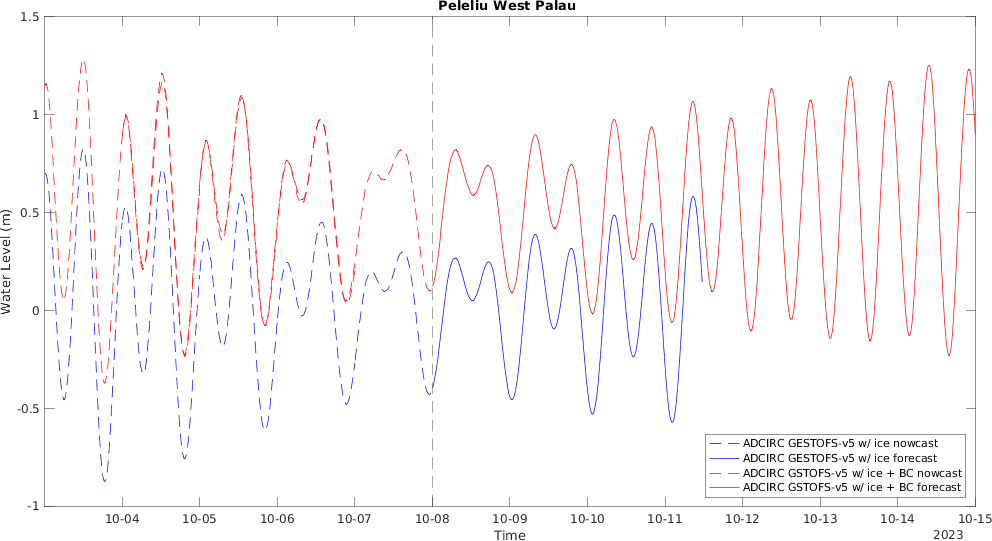 Peleliu West Palau
1.5
1
0.5
0
-0.5
-1
Water Level (m)
ADCIRC GESTOFS-v5 w/ ice nowcast
ADCIRC GESTOFS-v5 w/ ice forecast
ADCIRC GSTOFS-v5 w/ ice + BC nowcast
ADCIRC GSTOFS-v5 w/ ice + BC forecast
10-04 10-05 10-06 10-07 10-08 10-09 10-10 10-11 10-12 10-13 10-14 10-15
Time
2023